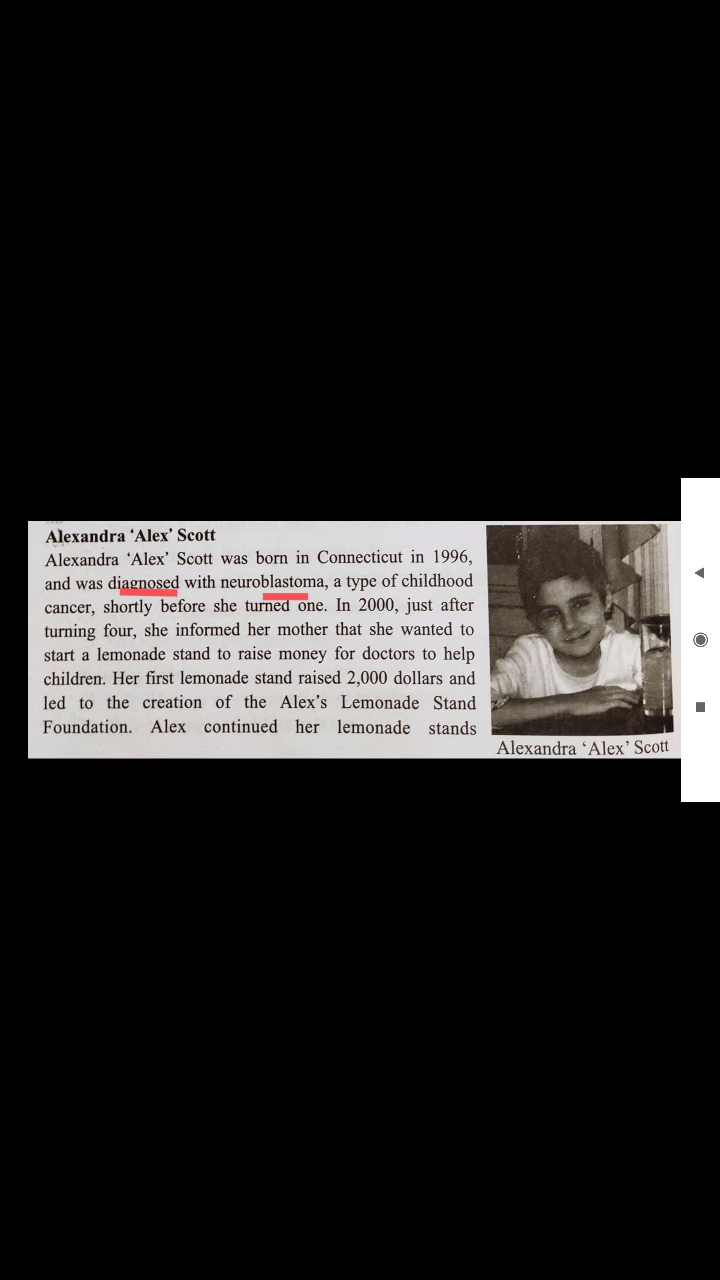 Alexandra ‘Alex’ Scott
Alexandra ‘Alex’ Scott was born in Connecticut in 1996,
and was diagnosed with neuroblastoma, a type of childhood
cancer, shortly before she turned one. In 2000, just after
turning four, she informed her mother that she wanted to
start a lemonade stand to raise money for doctors to help
children. Her first lemonade stand raised 2,000 dollars and
led to the creation of the Alex’s Lemonade Stand
Foundation. Alex continued her lemonade stands
Alexandra ‘Alex’ Scott